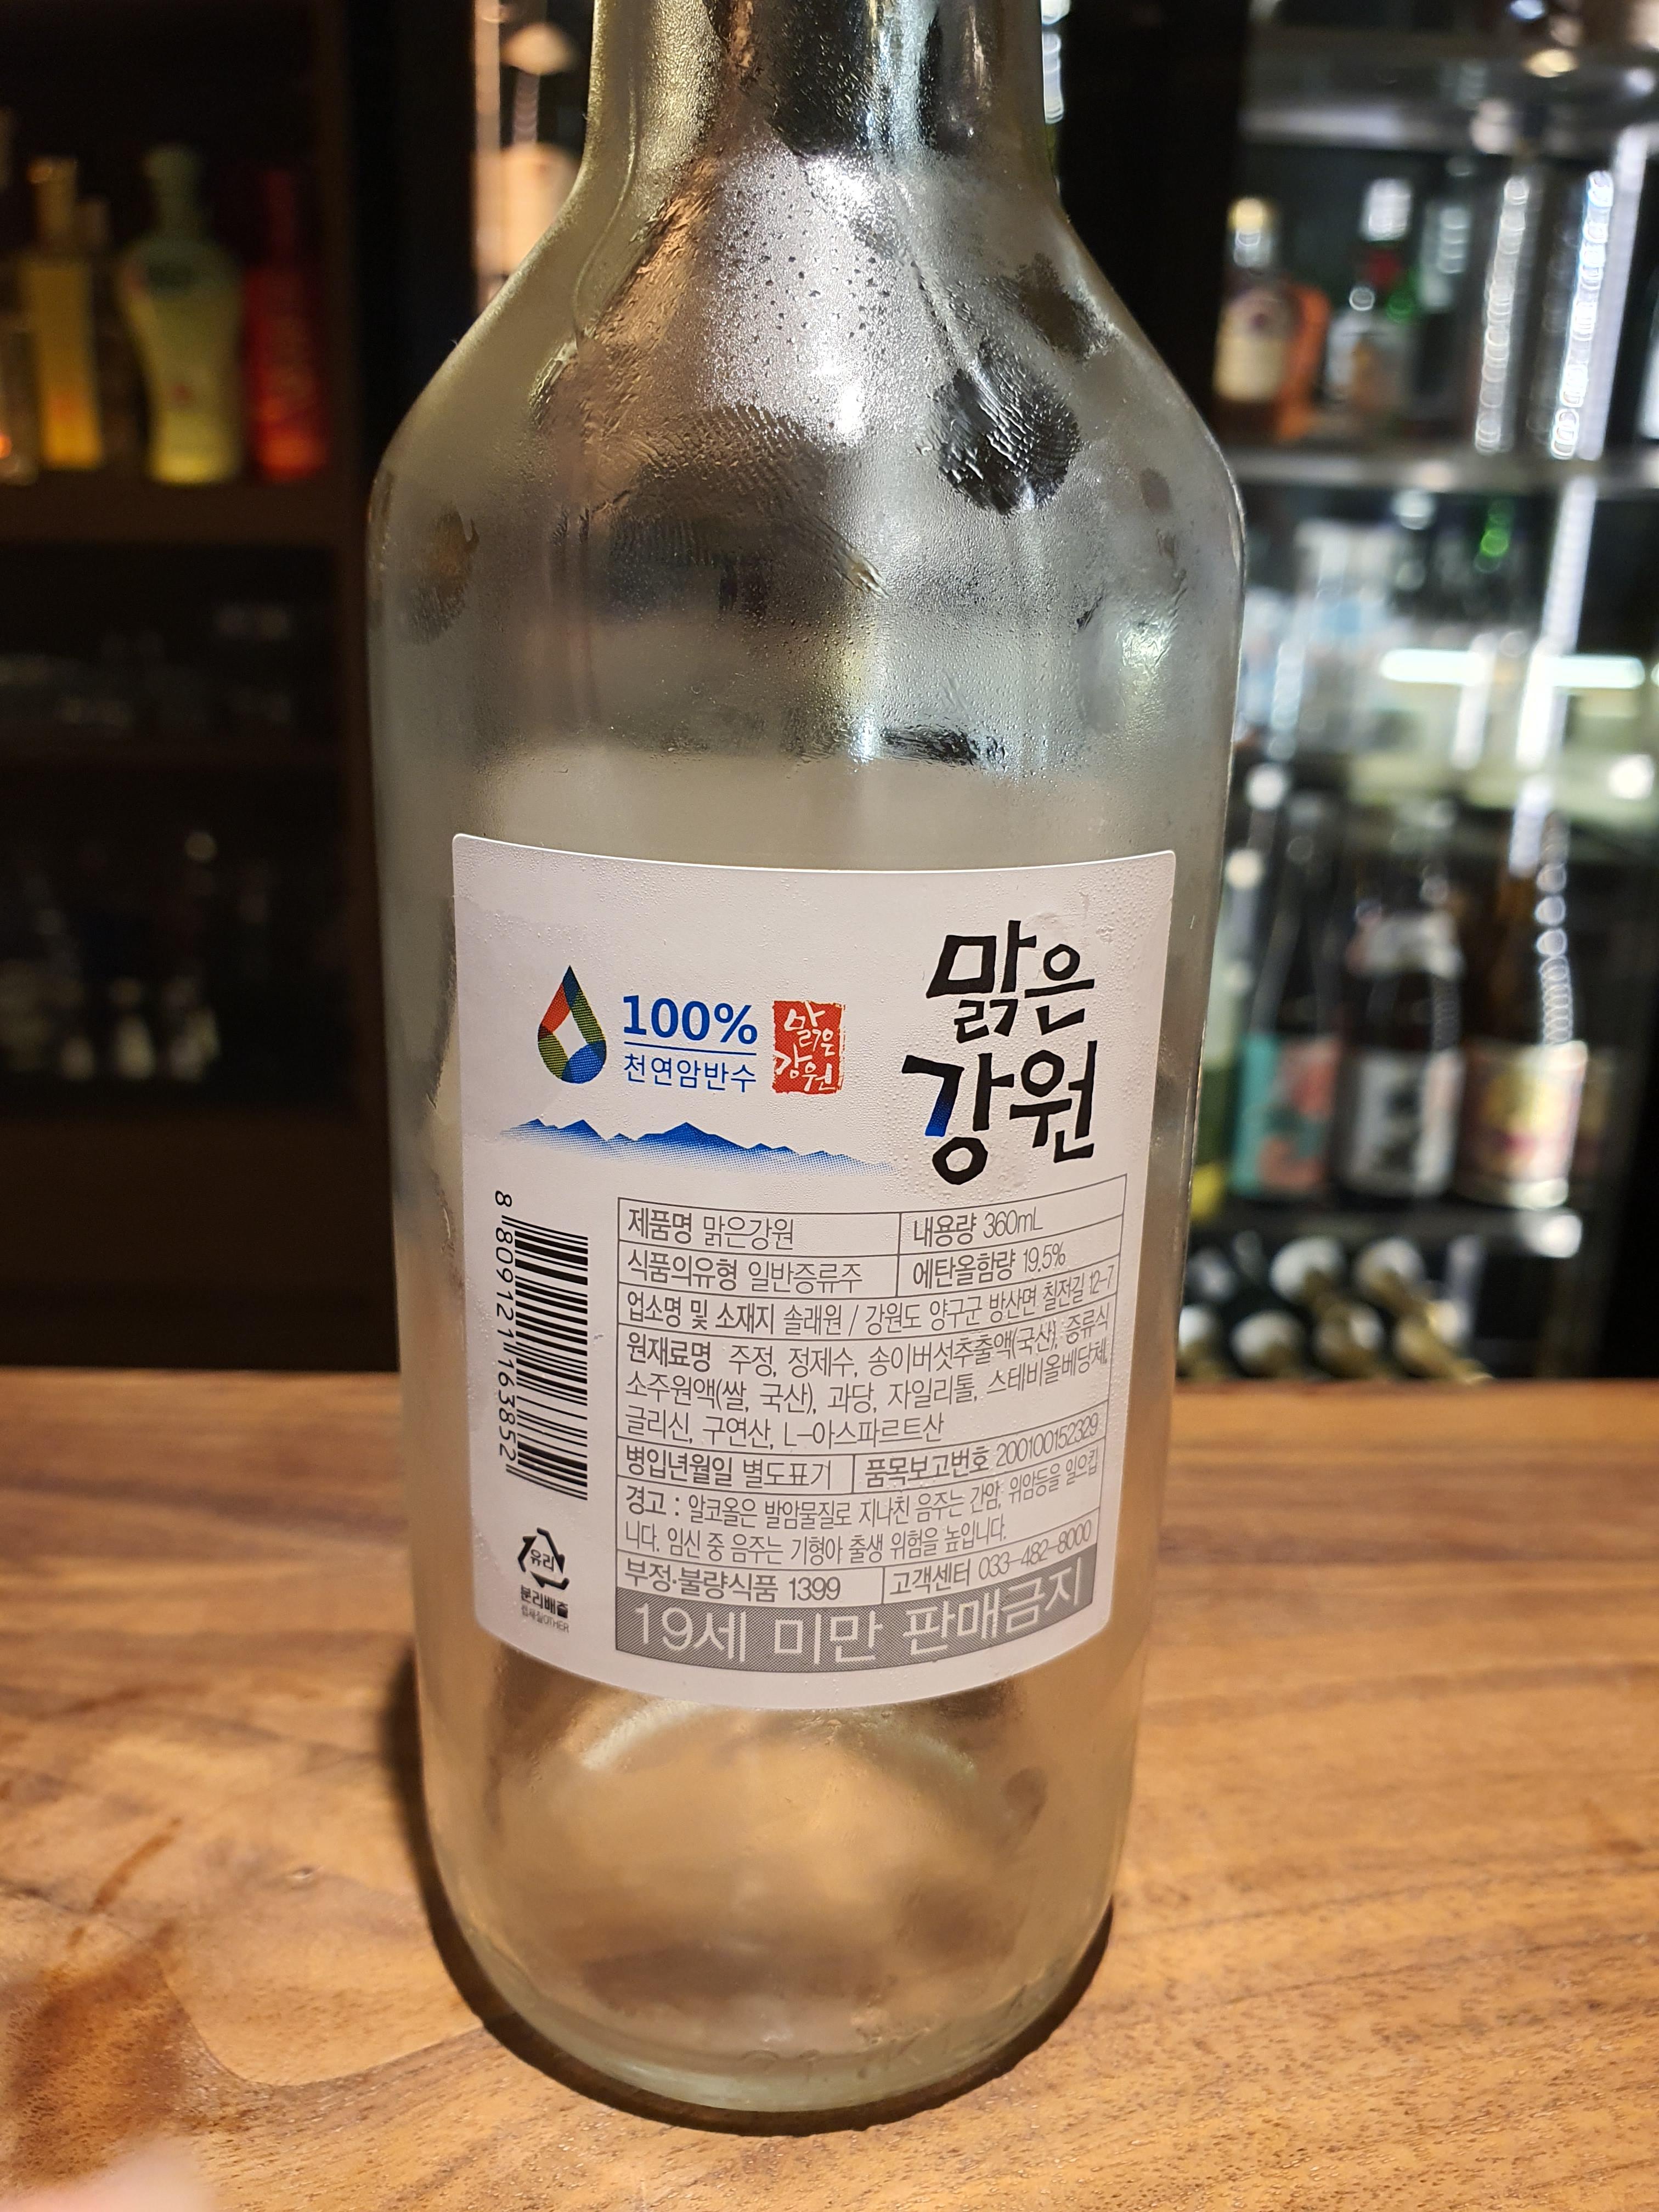 맑은
강원
100%
천연암반수
맑은
강원
제품명 맑은강원 내용량 360mL
식품의유형 일반증류주 에탄올함량 19.5%
업소명 및 소재지 솔래원 / 강원도 양구군 방산면 칠전길 12-7
원재료명 주정, 정제수, 송이버섯추출액(국산), 증류식
소주원액(쌀, 국산), 과당, 자일리톨, 스테비올배당체,
글리신, 구연산, L-아스파르트산
병입년월일 별도표기 품목보고번호 200100152329
경고 : 알코올은 발암물질로 지나친 음주는 간암, 위암등을 일으킵
니다. 임신 중 음주는 기형아 출생 위험을 높입니다.
부정·불량식품 1399 고객센터 033-482-8000
19세 미만 판매금지
8 809121 163852
유리
분리배출